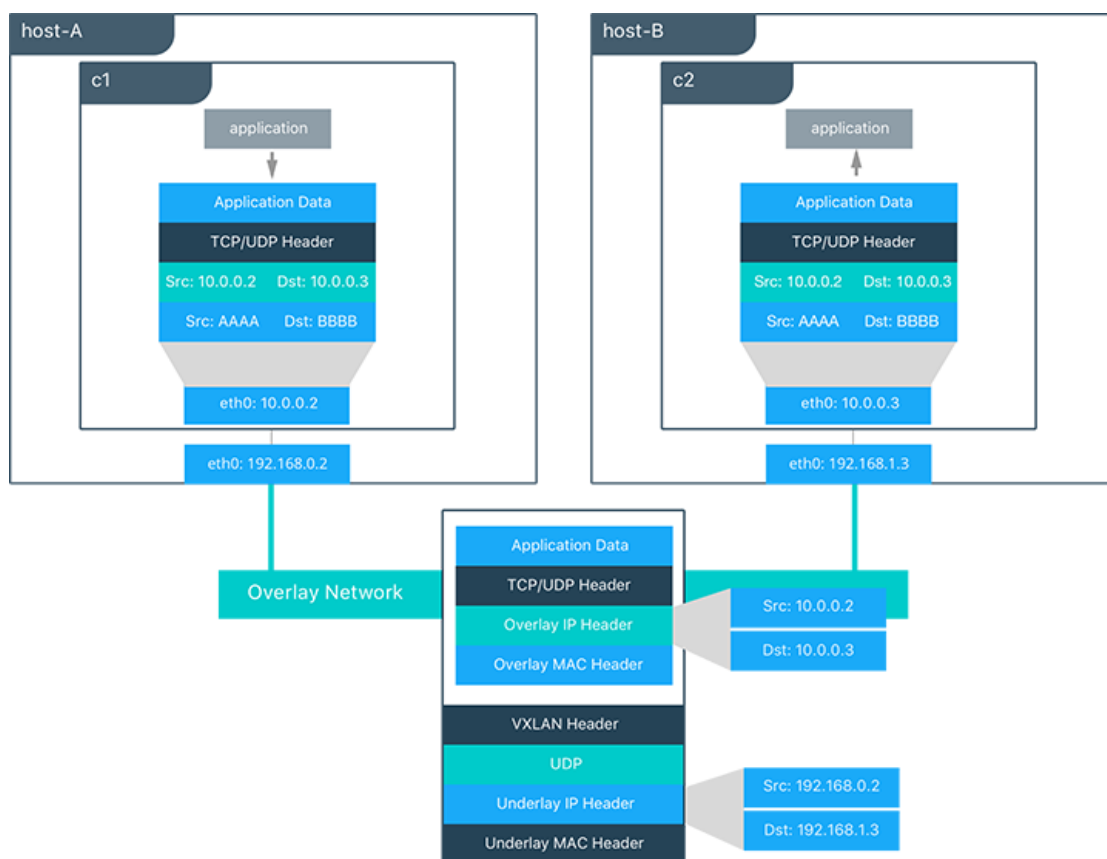 host-A
c1
application
Application Data
TCP/UDP Header
Src: 10.0.0.2 Dst: 10.0.0.3
Src: AAAA Dst: BBBB
eth0: 10.0.0.2
eth0: 192.168.0.2
host-B
c2
application
Application Data
TCP/UDP Header
Src: 10.0.0.2 Dst: 10.0.0.3
Src: AAAA Dst: BBBB
eth0: 10.0.0.3
eth0: 192.168.1.3
Overlay Network
Application Data
TCP/UDP Header
Overlay IP Header
Overlay MAC Header
Src: 10.0.0.2
Dst: 10.0.0.3
VXLAN Header
UDP
Underlay IP Header
Underlay MAC Header
Src: 192.168.0.2
Dst: 192.168.1.3